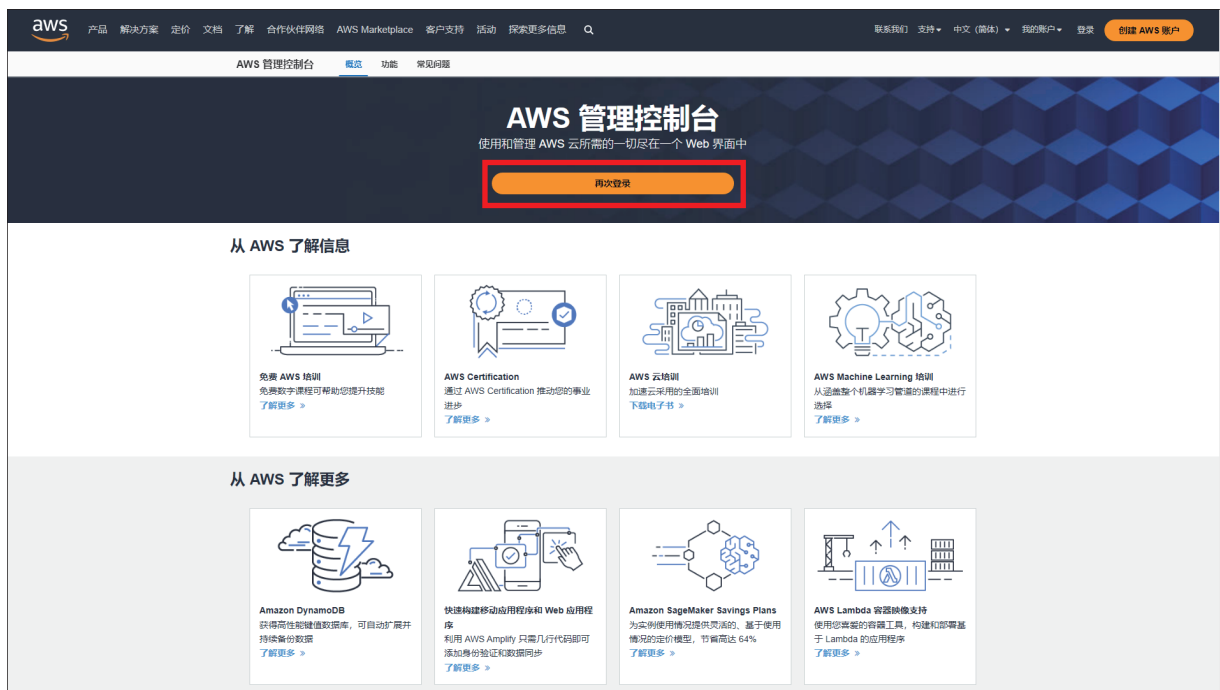 aws
产品 解决方案 定价 文档 了解 合作伙伴网络 AWS Marketplace 客户支持 活动 探索更多信息
联系我们 支持 中文 (简体) 我的账户 登录 创建 AWS 账户
AWS 管理控制台 概览 功能 常见问题
AWS 管理控制台
使用和管理 AWS 云所需的一切尽在一个 Web 界面中
再次登录
从 AWS 了解信息
免费 AWS 培训
免费数字课程可帮助您提升技能
了解更多 »
AWS Certification
通过 AWS Certification 推动您的事业
进步
了解更多 »
AWS 云培训
加速云采用的全面培训
下载电子书 »
AWS Machine Learning 培训
从涵盖整个机器学习管道的课程中进行
选择
了解更多 »
从 AWS 了解更多
Amazon DynamoDB
获得高性能键值数据库，可自动扩展并
持续备份数据
了解更多 »
快速构建移动应用程序和 Web 应用程
序
利用 AWS Amplify 只需几行代码即可
添加身份验证和数据同步
了解更多 »
Amazon SageMaker Savings Plans
为实例使用情况提供灵活的、基于使用
情况的定价模型，节省高达 64%
了解更多 »
AWS Lambda 容器映像支持
使用您喜爱的容器工具，构建和部署基
于 Lambda 的应用程序
了解更多 »